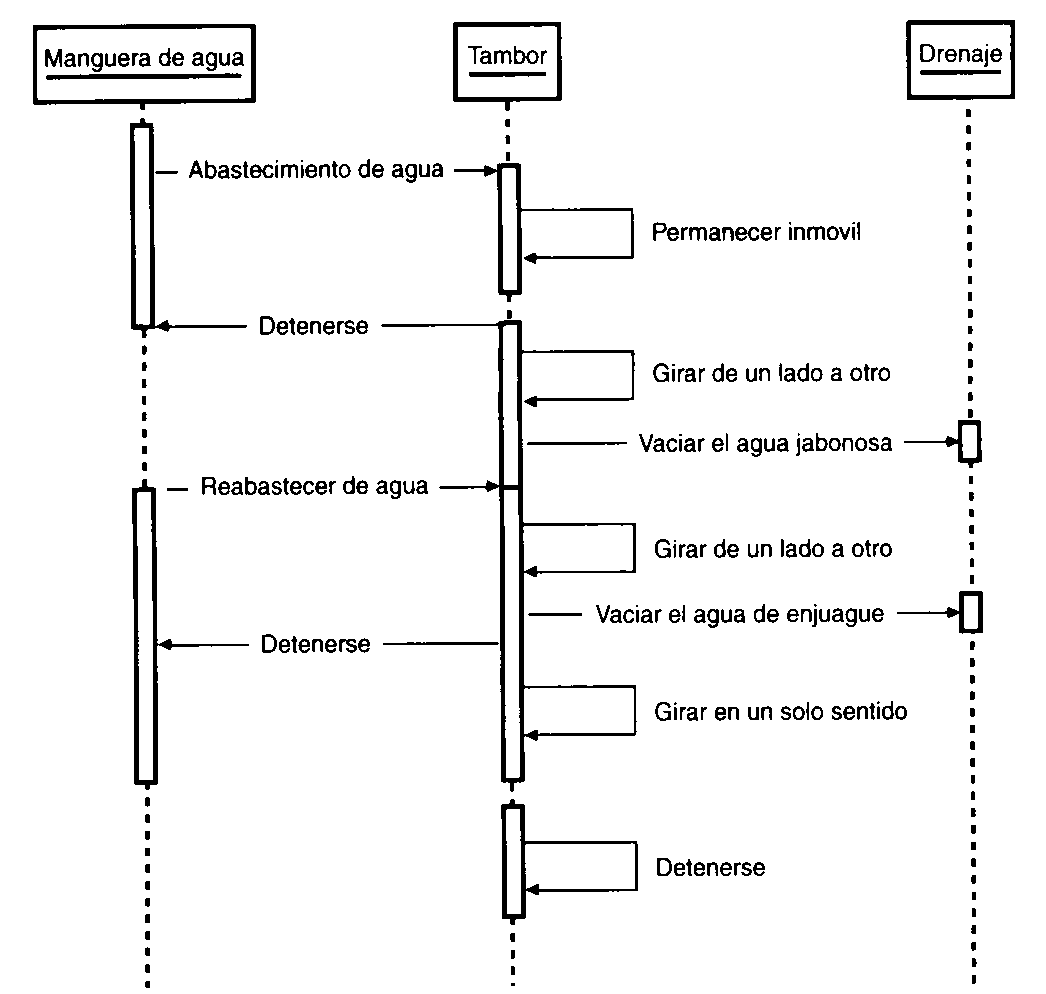 Manguera de agua
Tambor
Drenaje
Abastecimiento de agua
Permanecer inmovil
Detenerse
Girar de un lado a otro
Vaciar el agua jabonosa
Reabastecer de agua
Girar de un lado a otro
Vaciar el agua de enjuague
Detenerse
Girar en un solo sentido
Detenerse